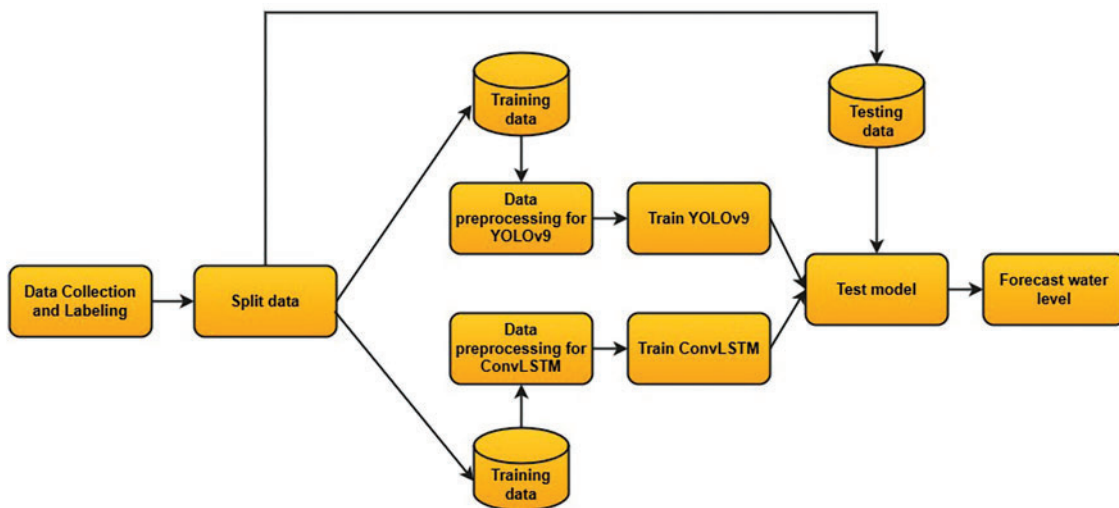 Training
data
Testing
data
Data
preprocessing for
YOLOv9
Train YOLOv9
Data Collection
and Labeling
Split data
Test model
Forecast water
level
Data
preprocessing for
ConvLSTM
Train ConvLSTM
Training
data